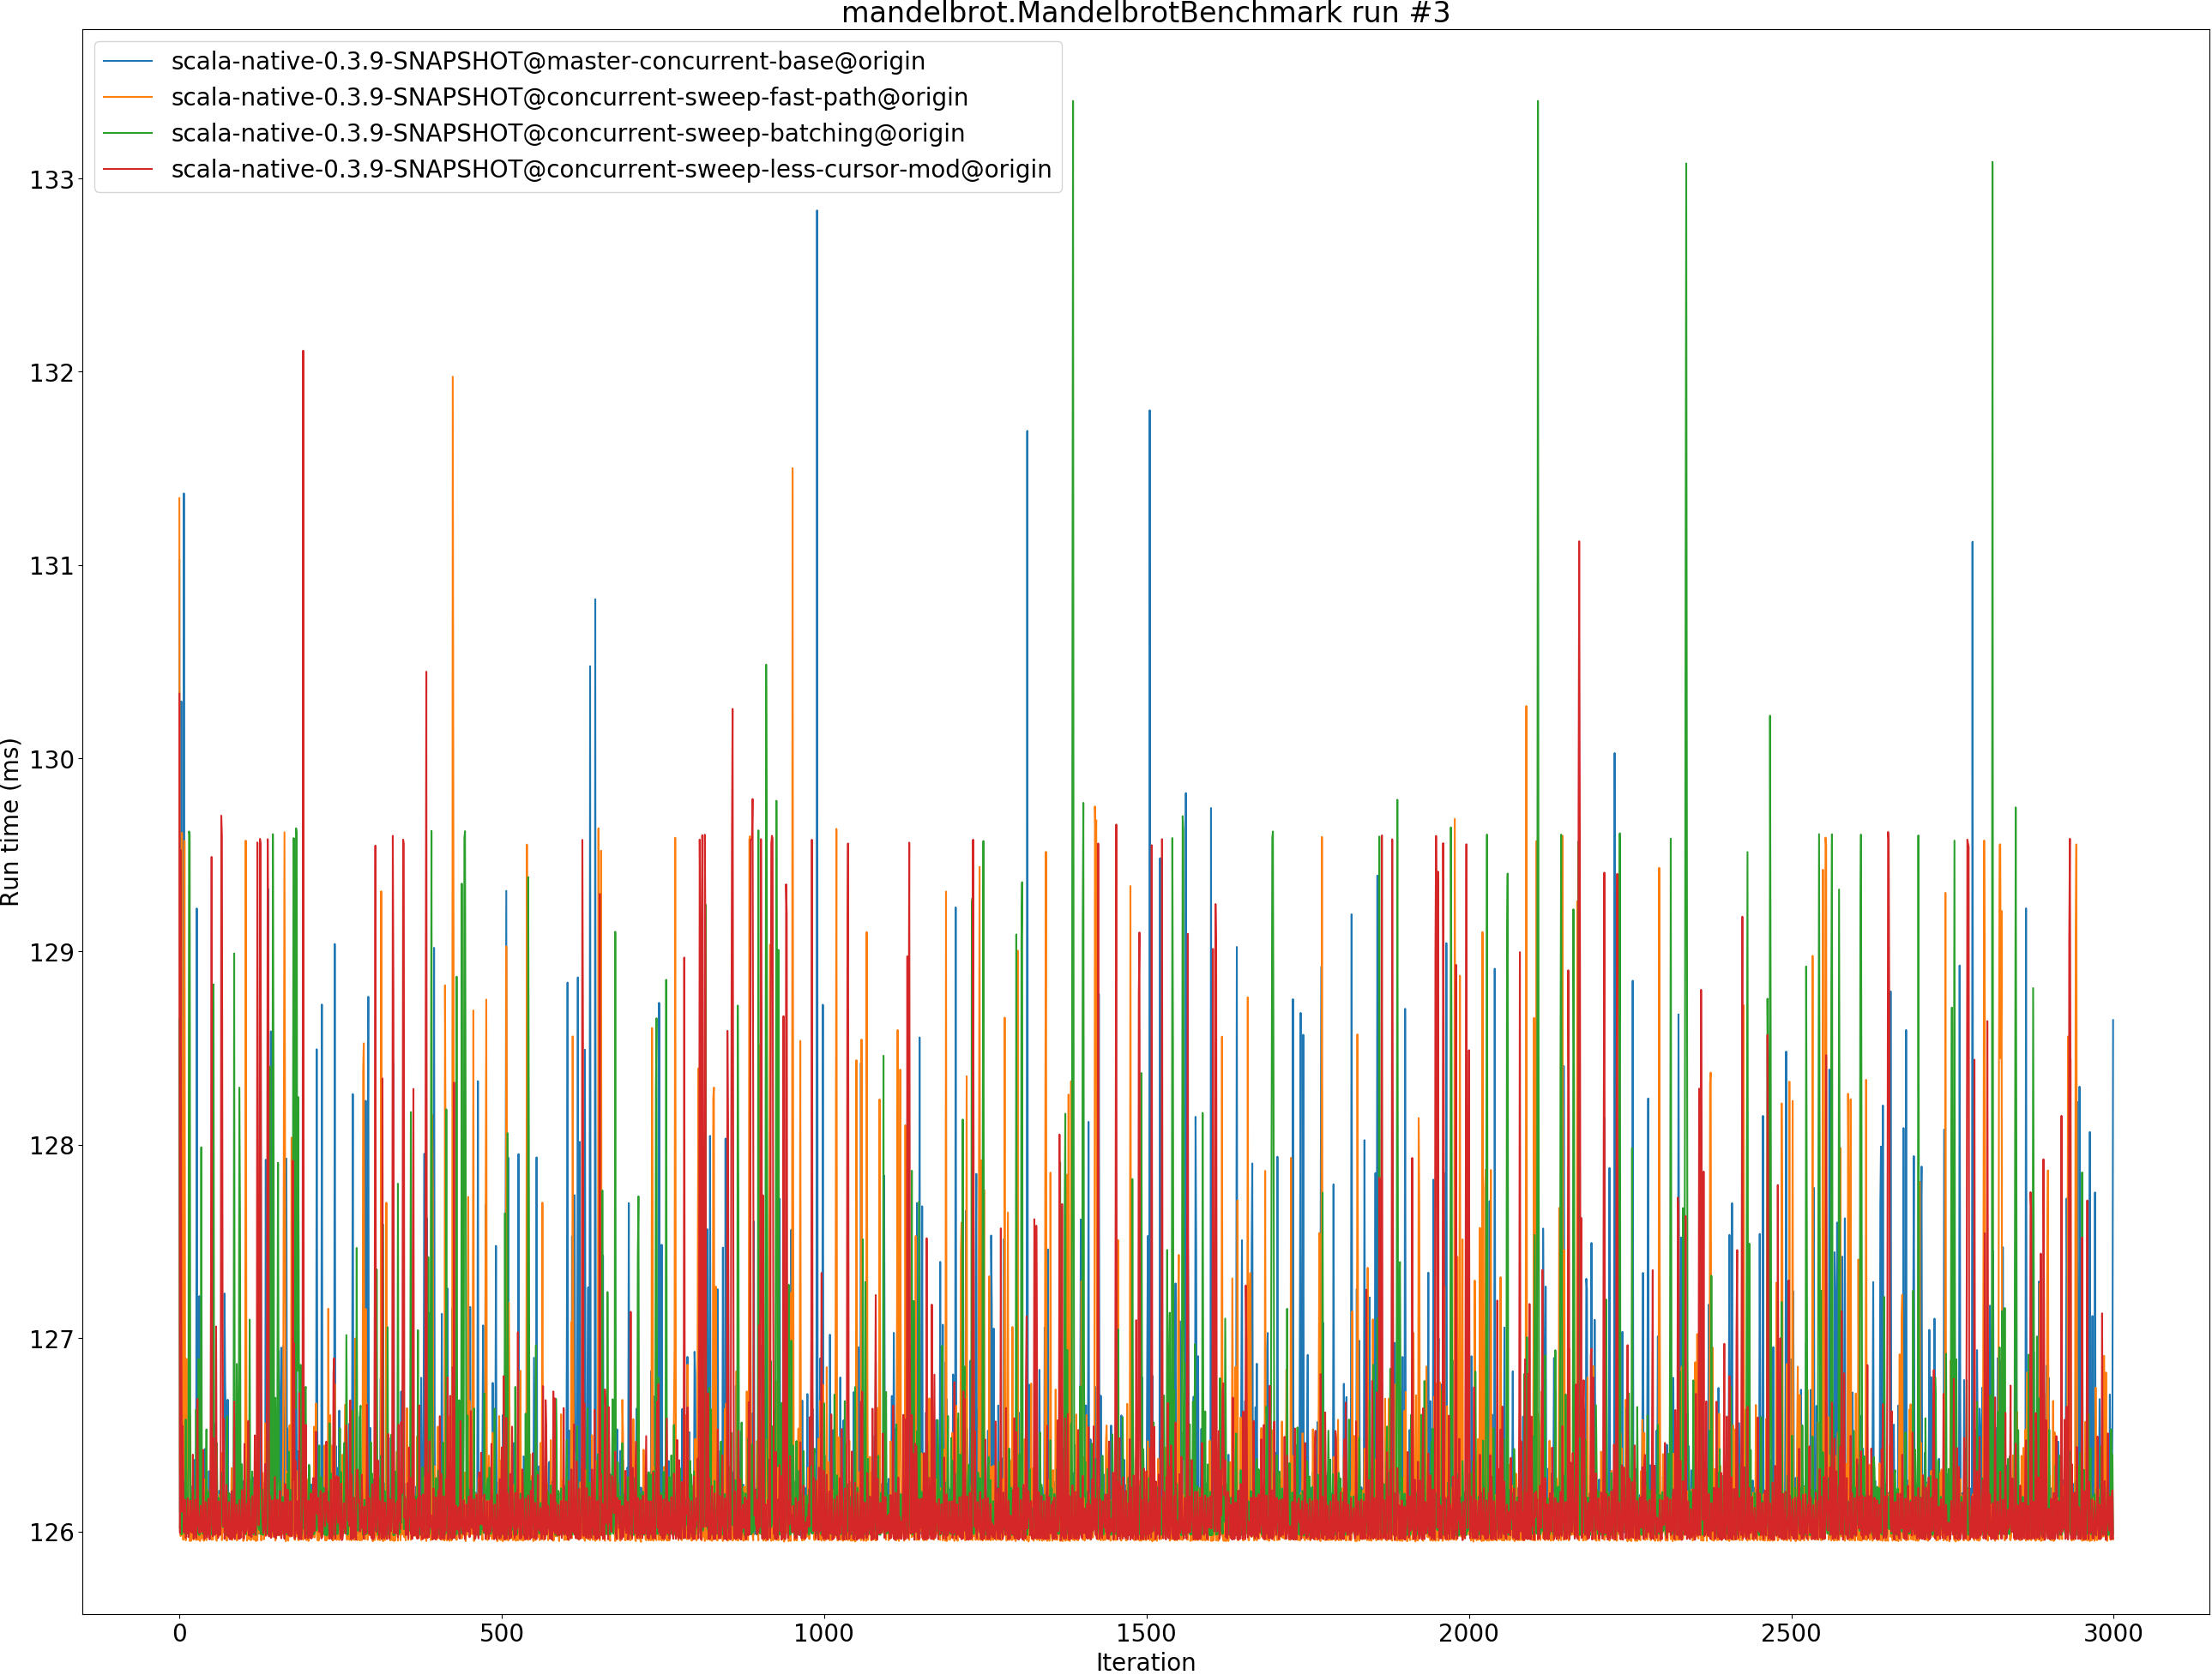 mandelbrot.MandelbrotBenchmark run #3
scala-native-0.3.9-SNAPSHOT@master-concurrent-base@origin
scala-native-0.3.9-SNAPSHOT@concurrent-sweep-fast-path@origin
scala-native-0.3.9-SNAPSHOT@concurrent-sweep-batching@origin
scala-native-0.3.9-SNAPSHOT@concurrent-sweep-less-cursor-mod@origin
Run time (ms)
133
132
131
130
129
128
127
126
0 500 1000 1500 2000 2500 3000
Iteration